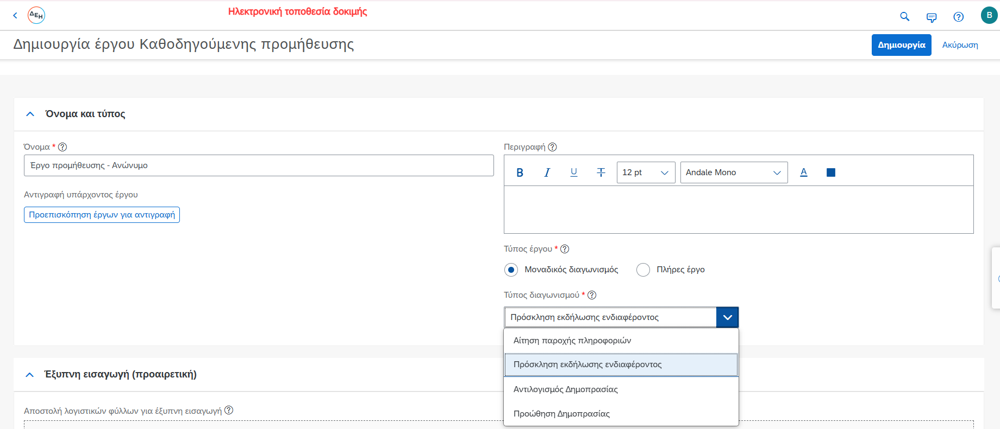 ΔΕΗ
Ηλεκτρονική τοποθεσία δοκιμής
B
Δημιουργία έργου Καθοδηγούμενης προμήθευσης
Δημιουργία
Ακύρωση
Όνομα και τύπος
Όνομα *
Έργο προμήθευσης - Ανώνυμο
Αντιγραφή υπάρχοντος έργου
Προεπισκόπηση έργων για αντιγραφή
Περιγραφή
B I U T 12 pt Andale Mono A
Τύπος έργου *
Μοναδικός διαγωνισμός
Πλήρες έργο
Τύπος διαγωνισμού *
Πρόσκληση εκδήλωσης ενδιαφέροντος
Αίτηση παροχής πληροφοριών
Πρόσκληση εκδήλωσης ενδιαφέροντος
Αντιλογισμός Δημοπρασίας
Προώθηση Δημοπρασίας
Έξυπνη εισαγωγή (προαιρετική)
Αποστολή λογιστικών φύλλων για έξυπνη εισαγωγή